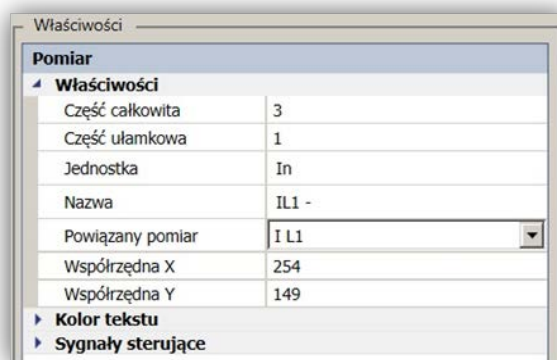 Właściwości
Pomiar
Właściwości
Część całkowita 3
Część ułamkowa 1
Jednostka In
Nazwa IL1 -
Powiązany pomiar I L1
Współrzędna X 254
Współrzędna Y 149
Kolor tekstu
Sygnały sterujące